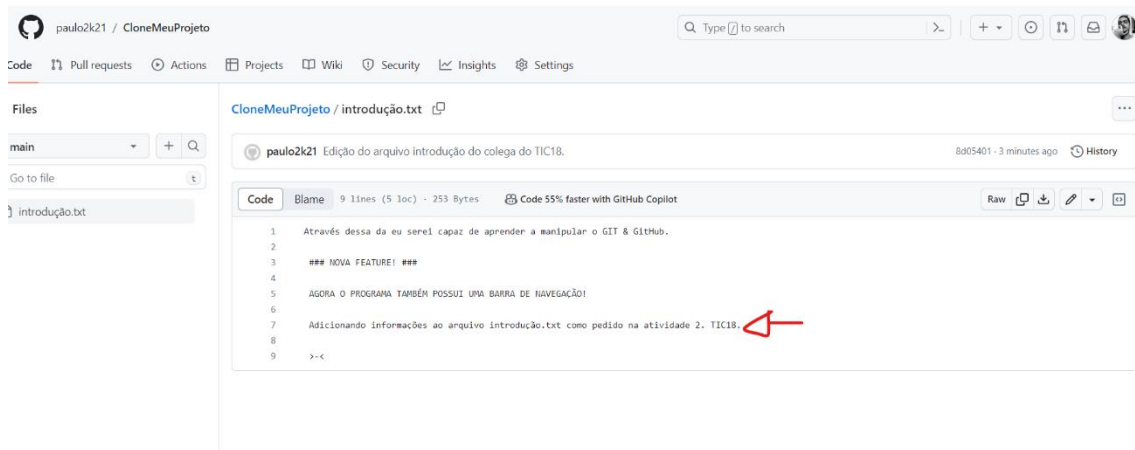 paulo2k21 / CloneMeuProjeto
Type / to search
Code Pull requests Actions Projects Wiki Security Insights Settings
Files
main
Go to file t
introdução.txt
CloneMeuProjeto / introdução.txt
paulo2k21 Edição do arquivo introdução do colega do TIC18. 8d05401 · 3 minutes ago History
Code Blame 9 lines (5 loc) · 253 Bytes Code 55% faster with GitHub Copilot Raw
1 Através dessa da eu serei capaz de aprender a manipular o GIT & GitHub.
2
3 ### NOVA FEATURE! ###
4
5 AGORA O PROGRAMA TAMBÉM POSSUI UMA BARRA DE NAVEGAÇÃO!
6
7 Adicionando informações ao arquivo introdução.txt como pedido na atividade 2. TIC18.
8
9 >-<